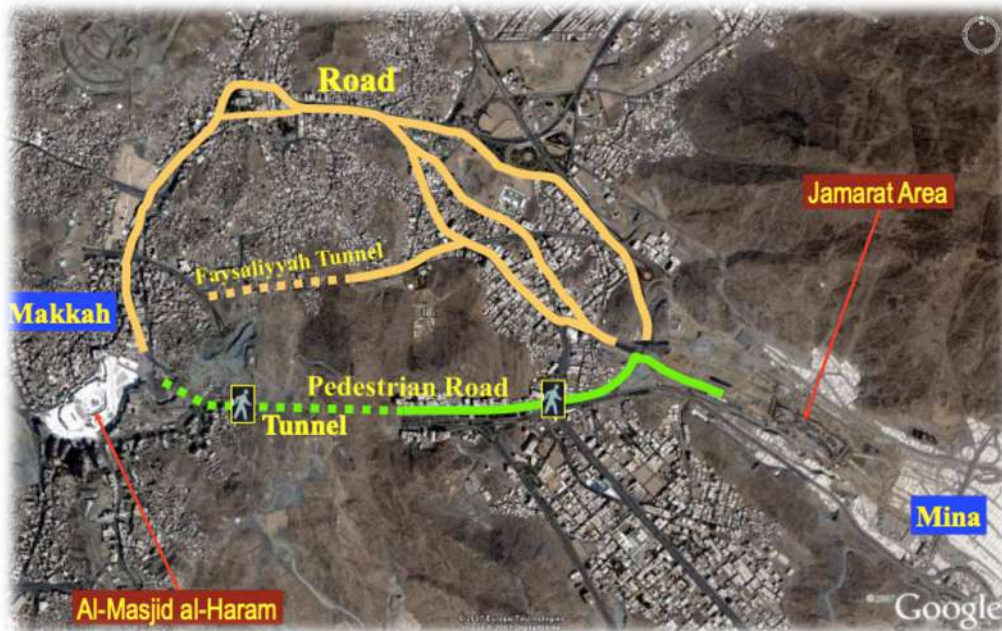 Road
Jamarat Area
Faysaliyyah Tunnel
Makkah
Pedestrian Road
Tunnel
Mina
Al-Masjid al-Haram
Google